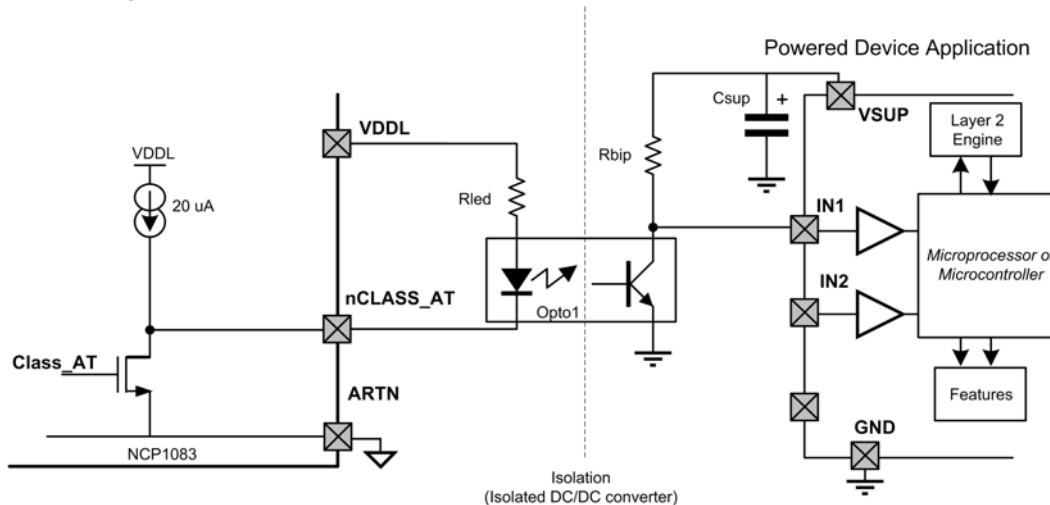 Powered Device Application
Csup
+
VSUP
Layer 2
Engine
VDDL
VDDL
Rbip
Rled
20 uA
IN1
Microprocessor or
Microcontroller
IN2
nCLASS_AT
Opto1
Class_AT
ARTN
Features
GND
NCP1083
Isolation
(Isolated DC/DC converter)